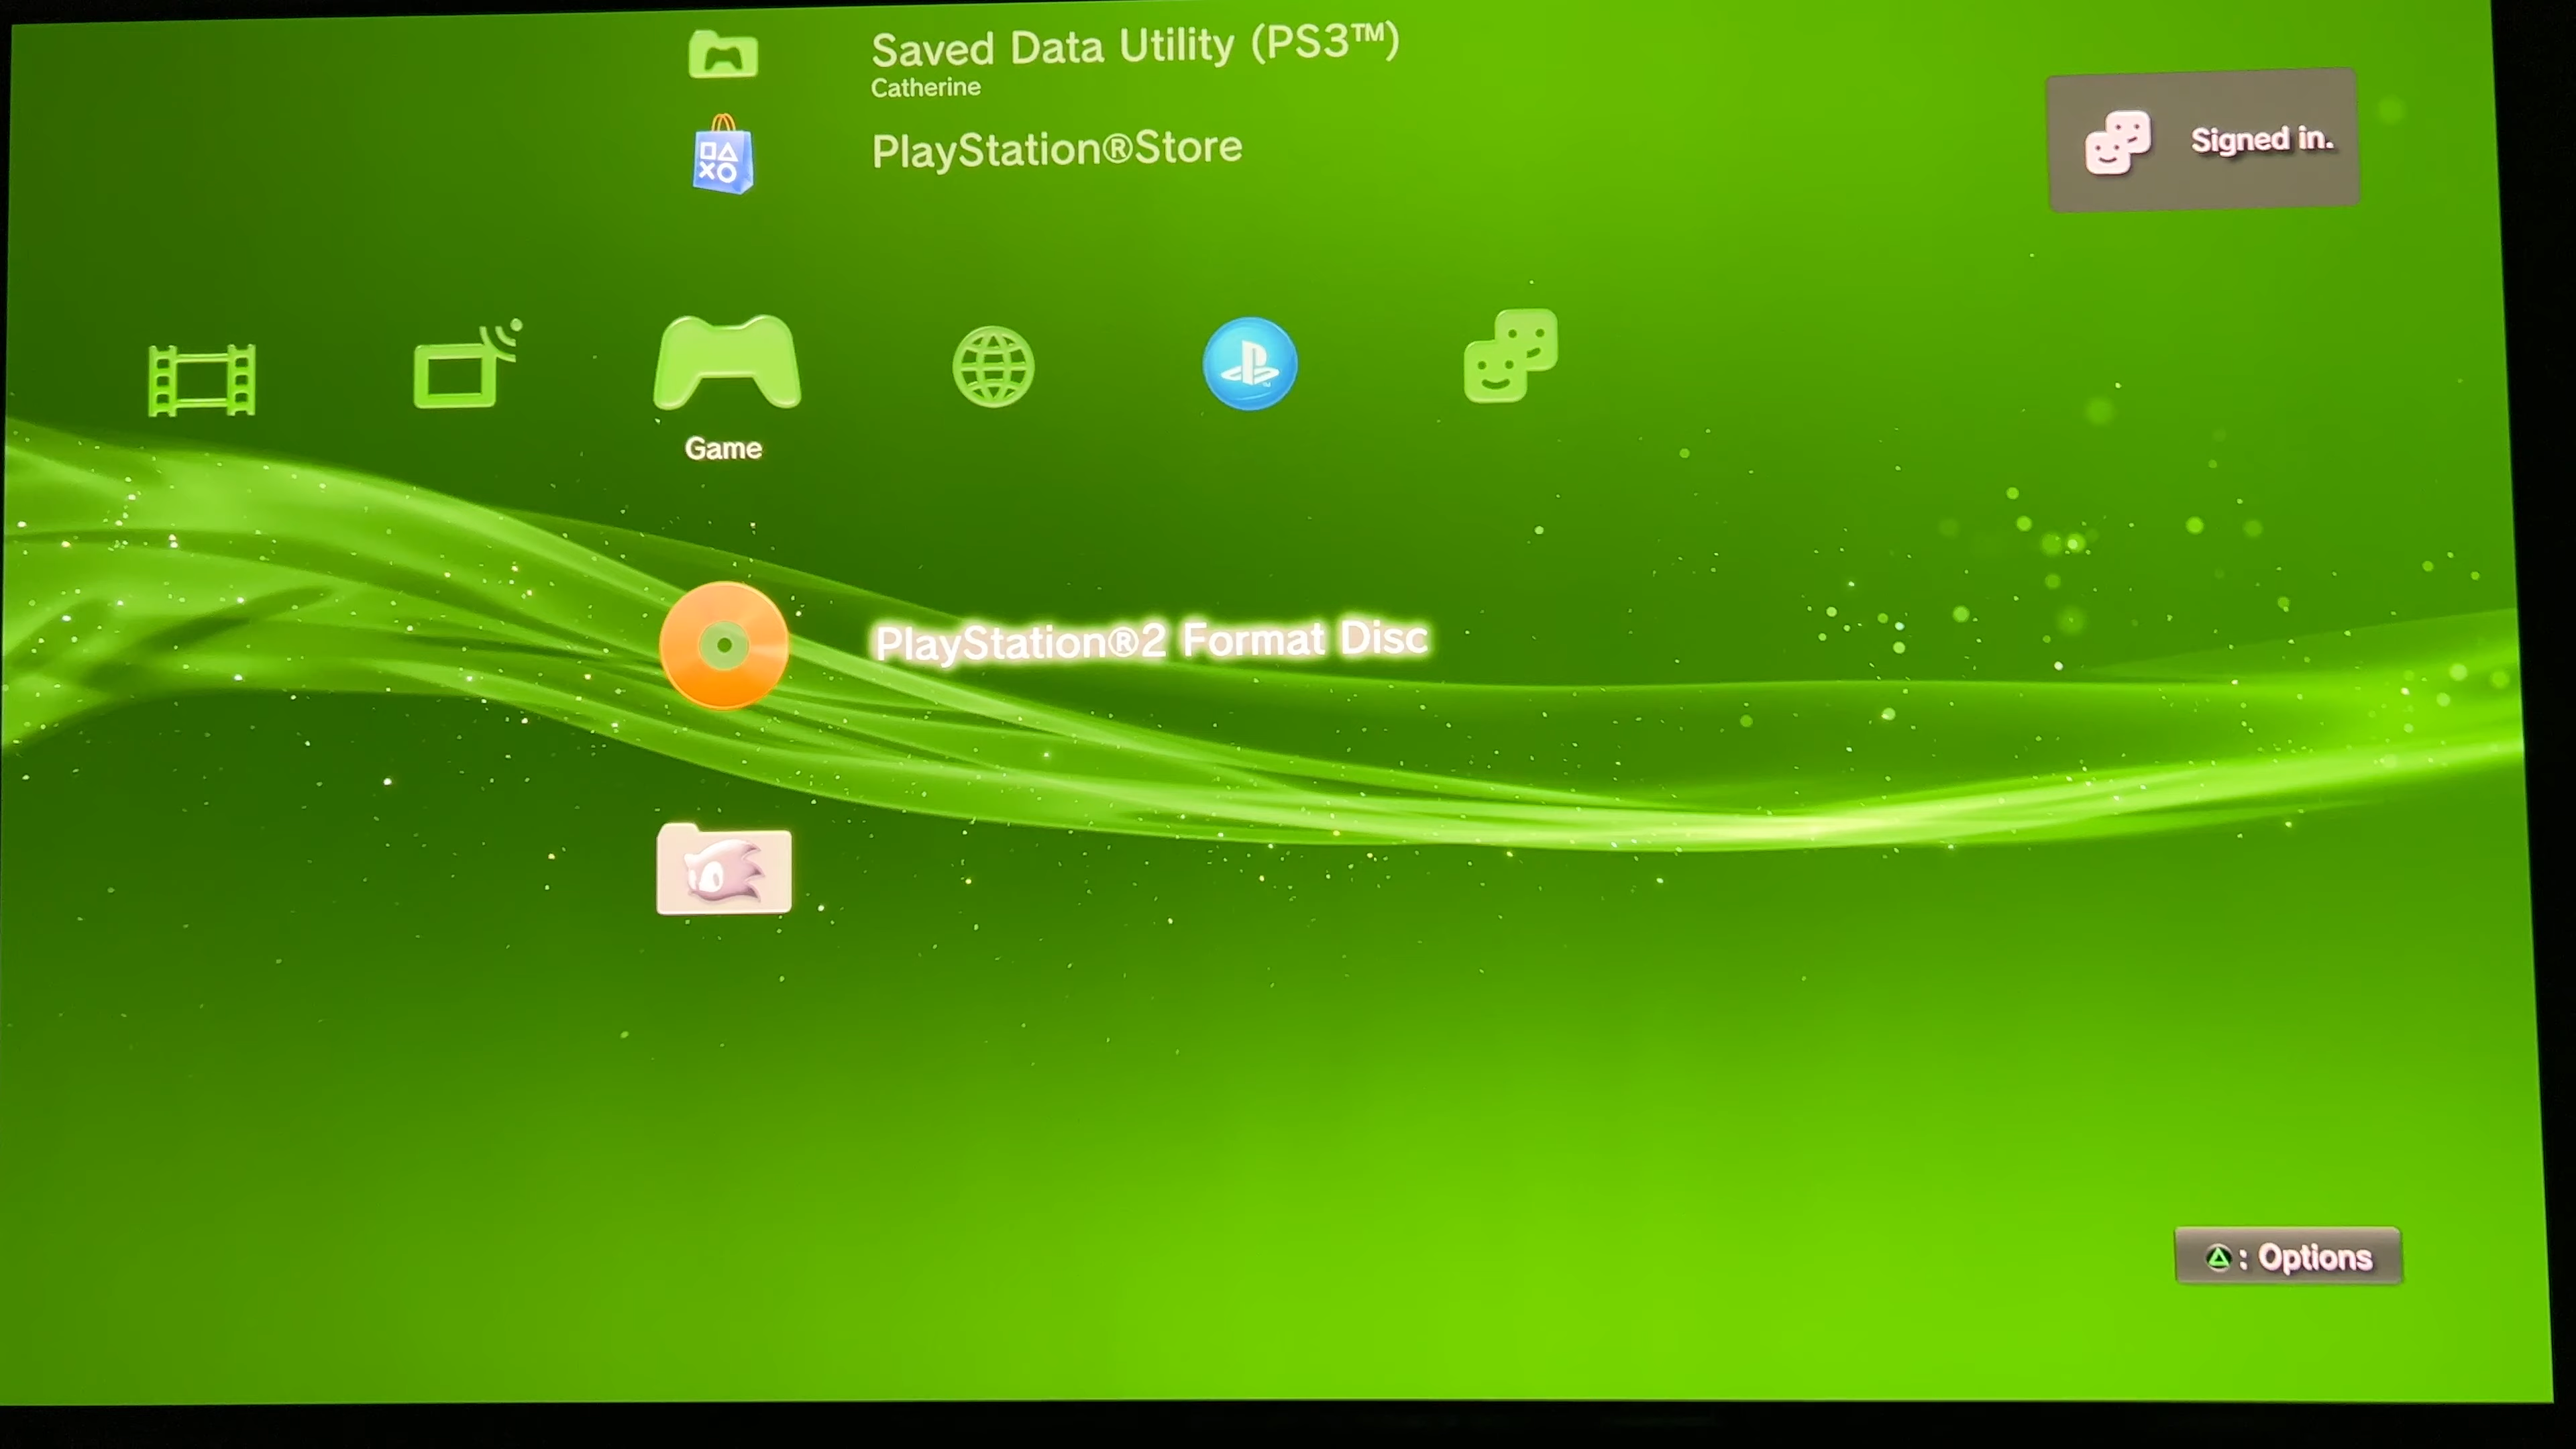 Saved Data Utility (PS3™)
Catherine
PlayStation®Store
Signed in.
Game
PlayStation®2 Format Disc
: Options